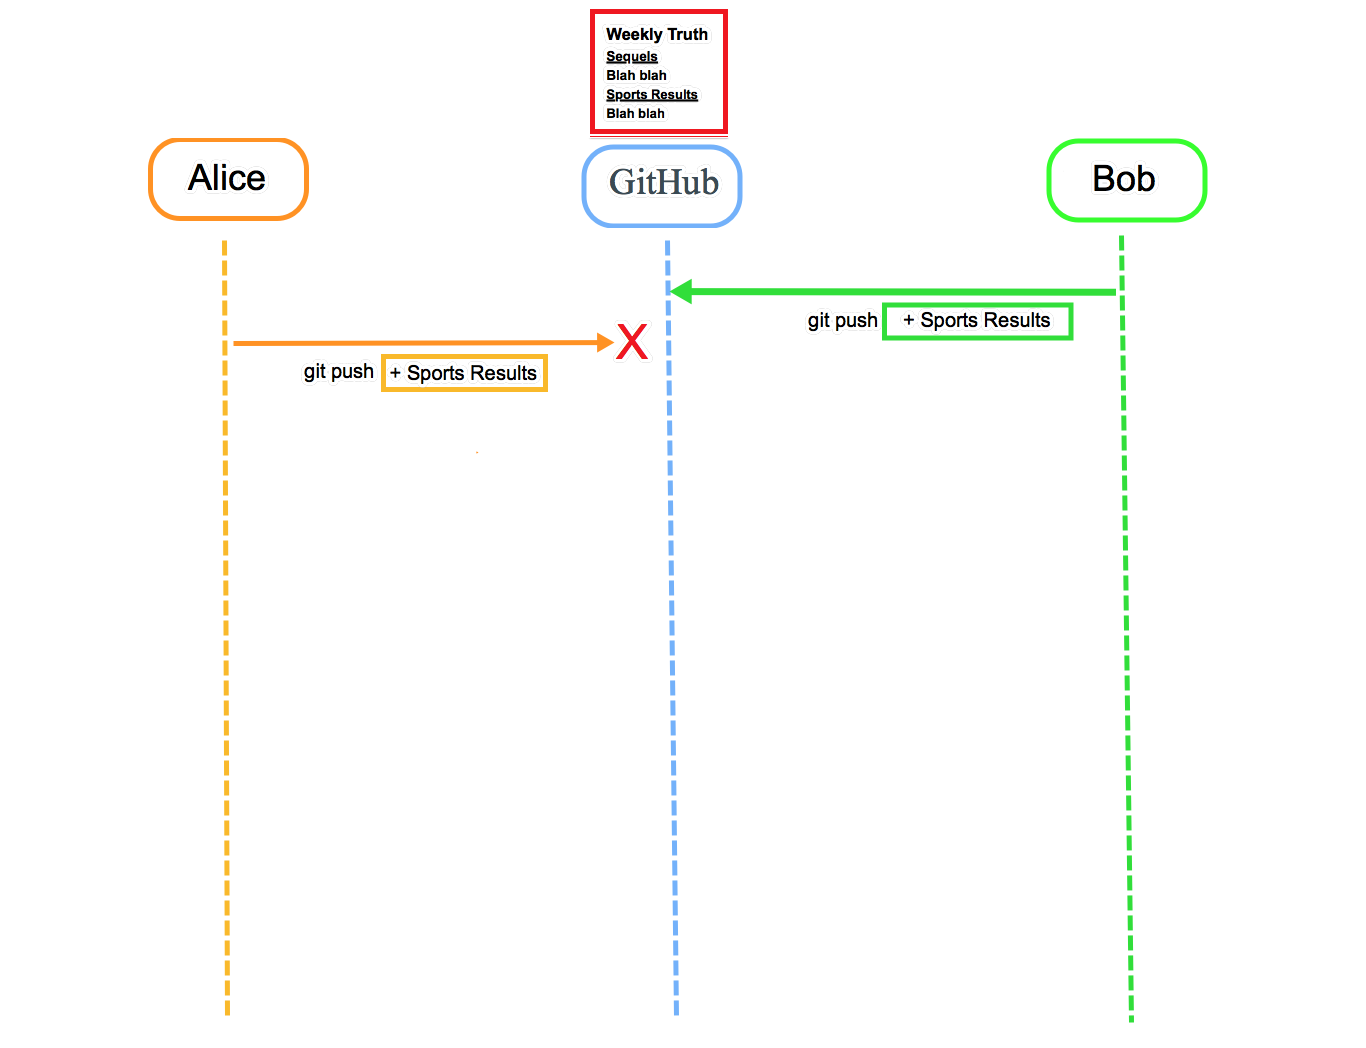 Weekly Truth
Sequels
Blah blah
Sports Results
Blah blah
Alice
GitHub
Bob
git push + Sports Results
X
git push + Sports Results